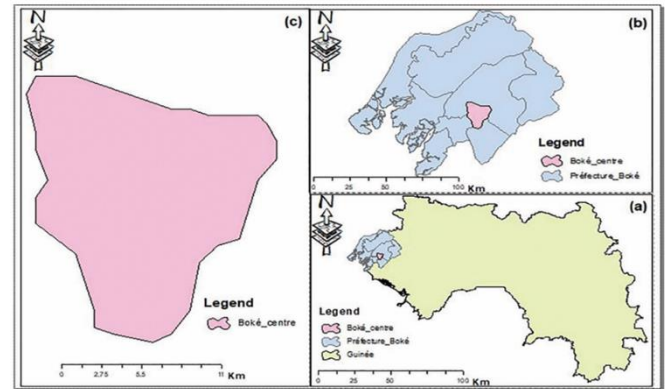 N
(c)
Legend
Boké_centre
0 2,75 5,5 11 Km
N
(b)
Legend
Boké_centre
Préfecture_Boké
0 25 50 100 Km
N
(a)
Legend
Boké_centre
Préfecture_Boké
Guinée
0 25 50 100 Km